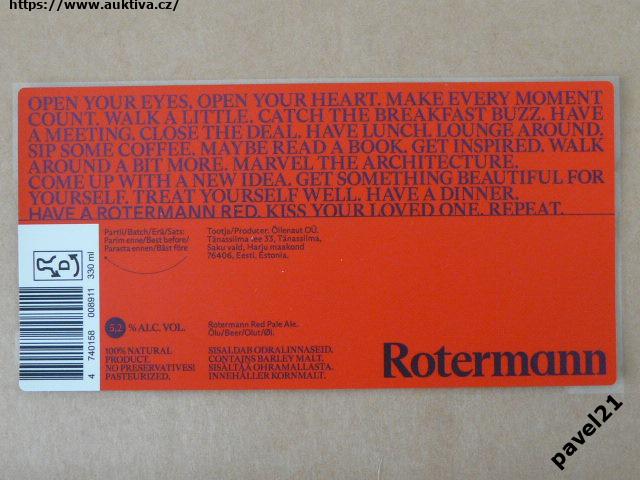 https://www.auktiva.cz/
OPEN YOUR EYES, OPEN YOUR HEART. MAKE EVERY MOMENT
COUNT. WALK A LITTLE. CATCH THE BREAKFAST BUZZ. HAVE
A MEETING. CLOSE THE DEAL. HAVE LUNCH. LOUNGE AROUND.
SIP SOME COFFEE. MAYBE READ A BOOK. GET INSPIRED. WALK
AROUND A BIT MORE. MARVEL THE ARCHITECTURE.
COME UP WITH A NEW IDEA. GET SOMETHING BEAUTIFUL FOR
YOURSELF. TREAT YOURSELF WELL. HAVE A DINNER.
HAVE A ROTERMANN RED. KISS YOUR LOVED ONE. REPEAT.
Partii/Batch/Erä/Sats:
Parim enne/Best before/
Parasta ennen/Bäst före
Tootja/Producer. Õllenaut OÜ.
Tänassilma tee 33, Tänassilma,
Saku vald, Harju maakond
76406, Eesti, Estonia.
D
330 ml
4 740158 008911
5,2 % ALC. VOL.
Rotermann Red Pale Ale.
Õlu/Beer/Olut/Øl.
100% NATURAL
PRODUCT.
NO PRESERVATIVES!
PASTEURIZED.
SISALDAB ODRALINNASEID.
CONTAINS BARLEY MALT.
SISÄLTÄÄ OHRAMALLASTA.
INNEHÅLLER KORNMALT.
Rotermann
pavel21